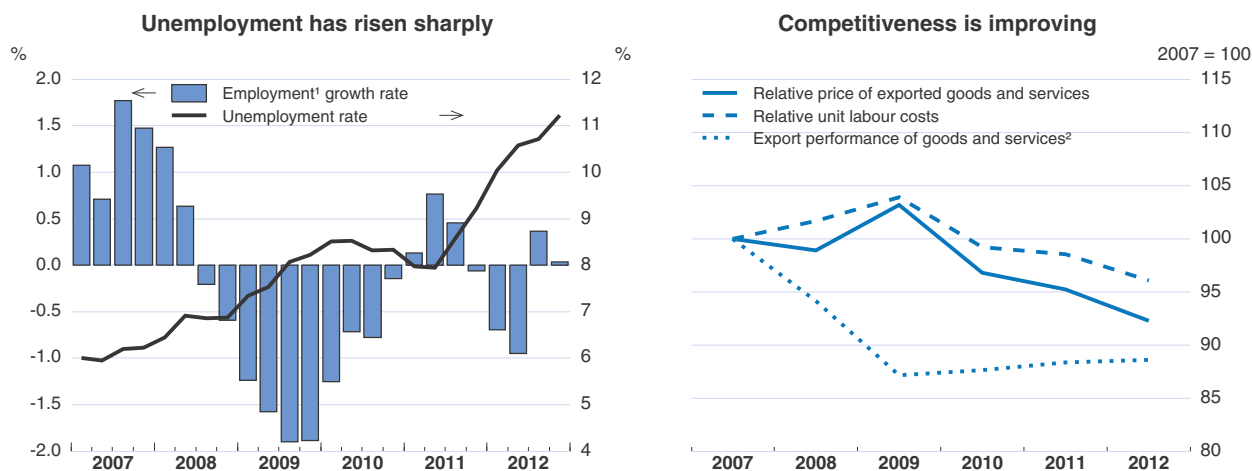 Unemployment has risen sharply
%
%
2.0
1.5
1.0
0.5
0.0
-0.5
-1.0
-1.5
-2.0
Employment¹ growth rate
Unemployment rate
12
11
10
9
8
7
6
5
4
2007 2008 2009 2010 2011 2012
Competitiveness is improving
2007 = 100
Relative price of exported goods and services
Relative unit labour costs
Export performance of goods and services²
115
110
105
100
95
90
85
80
2007 2008 2009 2010 2011 2012